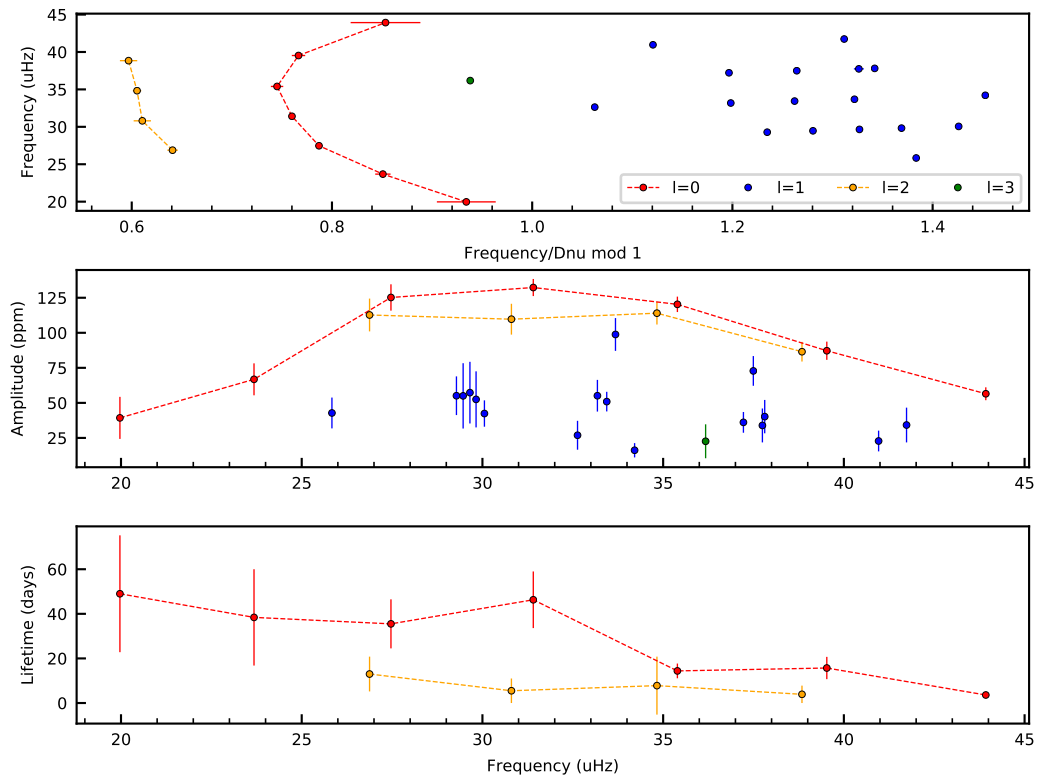 45
40
35
30
25
20
Frequency (uHz)
l=0 l=1 l=2 l=3
0.6 0.8 1.0 1.2 1.4
Frequency/Dnu mod 1
125
100
75
50
25
Amplitude (ppm)
20 25 30 35 40 45
60
40
20
0
Lifetime (days)
20 25 30 35 40 45
Frequency (uHz)